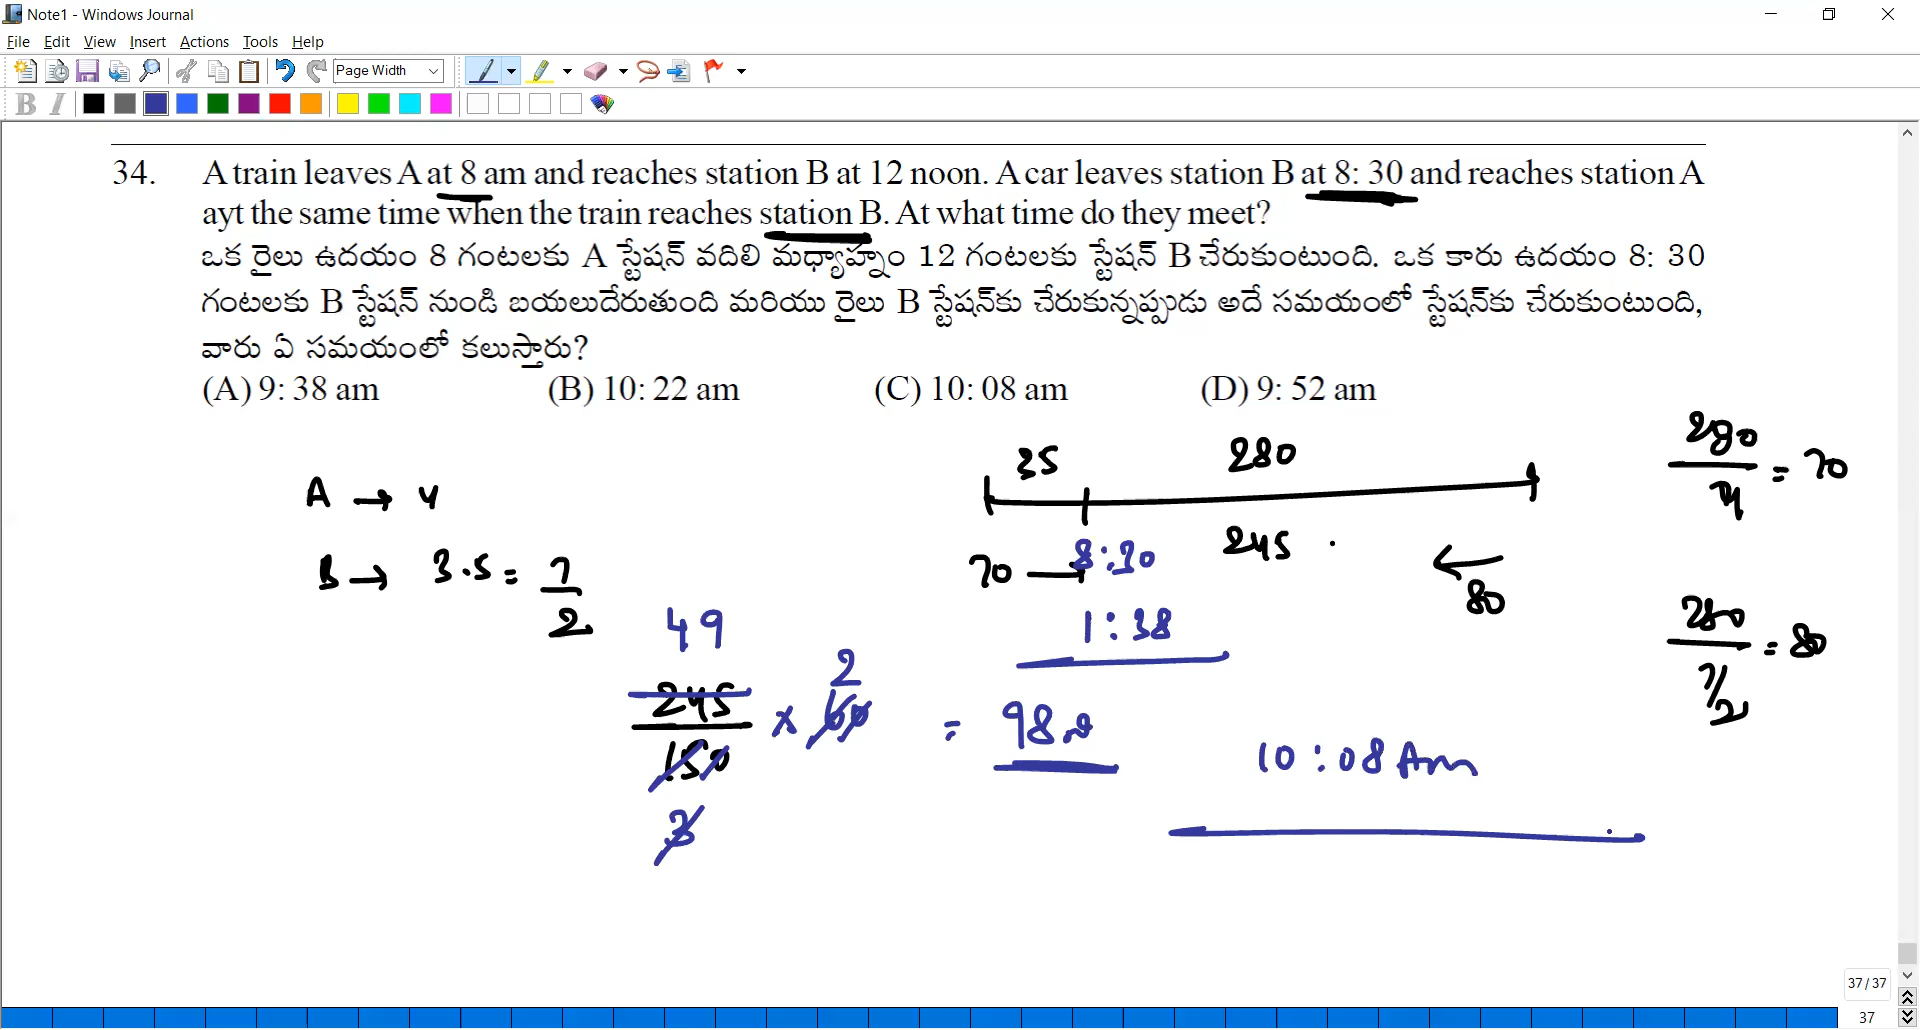 Note1 - Windows Journal
File Edit View Insert Actions Tools Help
Page Width
B I
34. A train leaves A at 8 am and reaches station B at 12 noon. A car leaves station B at 8: 30 and reaches station A
ayt the same time when the train reaches station B. At what time do they meet?
ఒక రైలు ఉదయం 8 గంటలకు A స్టేషన్ వదిలి మధ్యాహ్నం 12 గంటలకు స్టేషన్ B చేరుకుంటుంది. ఒక కారు ఉదయం 8: 30
గంటలకు B స్టేషన్ నుండి బయలుదేరుతుంది మరియు రైలు B స్టేషన్‌కు చేరుకున్నప్పుడు అదే సమయంలో స్టేషన్‌కు చేరుకుంటుంది,
వారు ఏ సమయంలో కలుస్తారు?
(A) 9: 38 am (B) 10: 22 am (C) 10: 08 am (D) 9: 52 am
35 280
280/4 = 70
A → 4
B → 3.5 = 7/2
70 → 8:30 245
80
280/7/2 = 80
49 1:38
245/150 × 60 = 98
2
3
10:08 Am
37 / 37
37